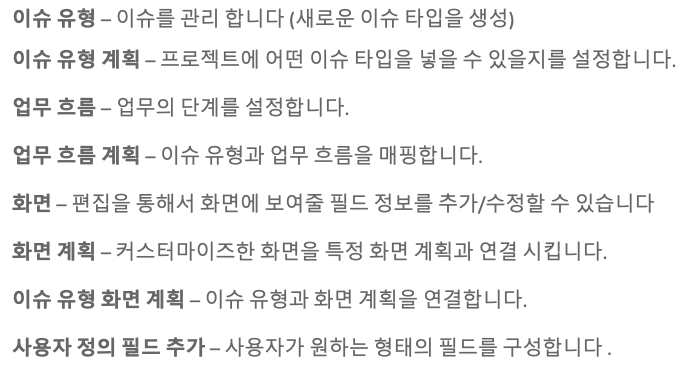 이슈 유형 – 이슈를 관리 합니다 (새로운 이슈 타입을 생성)
이슈 유형 계획 – 프로젝트에 어떤 이슈 타입을 넣을 수 있을지를 설정합니다.
업무 흐름 – 업무의 단계를 설정합니다.
업무 흐름 계획 – 이슈 유형과 업무 흐름을 매핑합니다.
화면 – 편집을 통해서 화면에 보여줄 필드 정보를 추가/수정할 수 있습니다
화면 계획 – 커스터마이즈한 화면을 특정 화면 계획과 연결 시킵니다.
이슈 유형 화면 계획 – 이슈 유형과 화면 계획을 연결합니다.
사용자 정의 필드 추가 – 사용자가 원하는 형태의 필드를 구성합니다 .